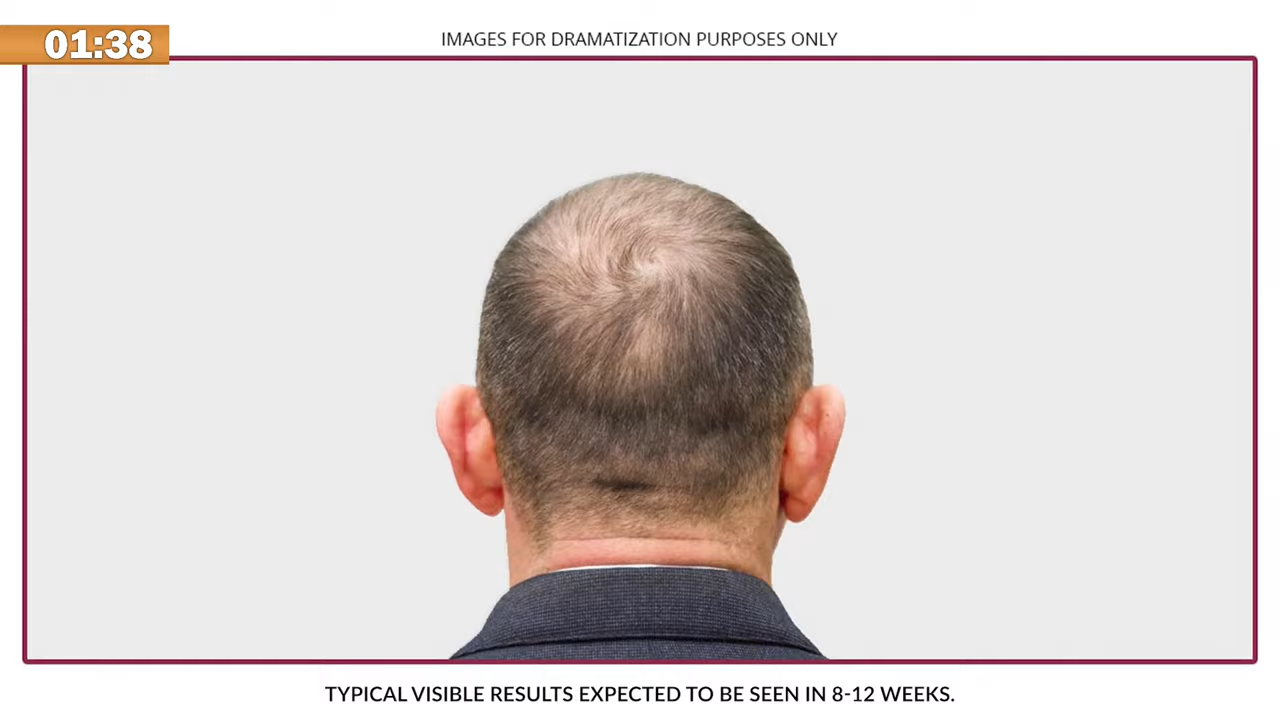 01:38
IMAGES FOR DRAMATIZATION PURPOSES ONLY
TYPICAL VISIBLE RESULTS EXPECTED TO BE SEEN IN 8-12 WEEKS.